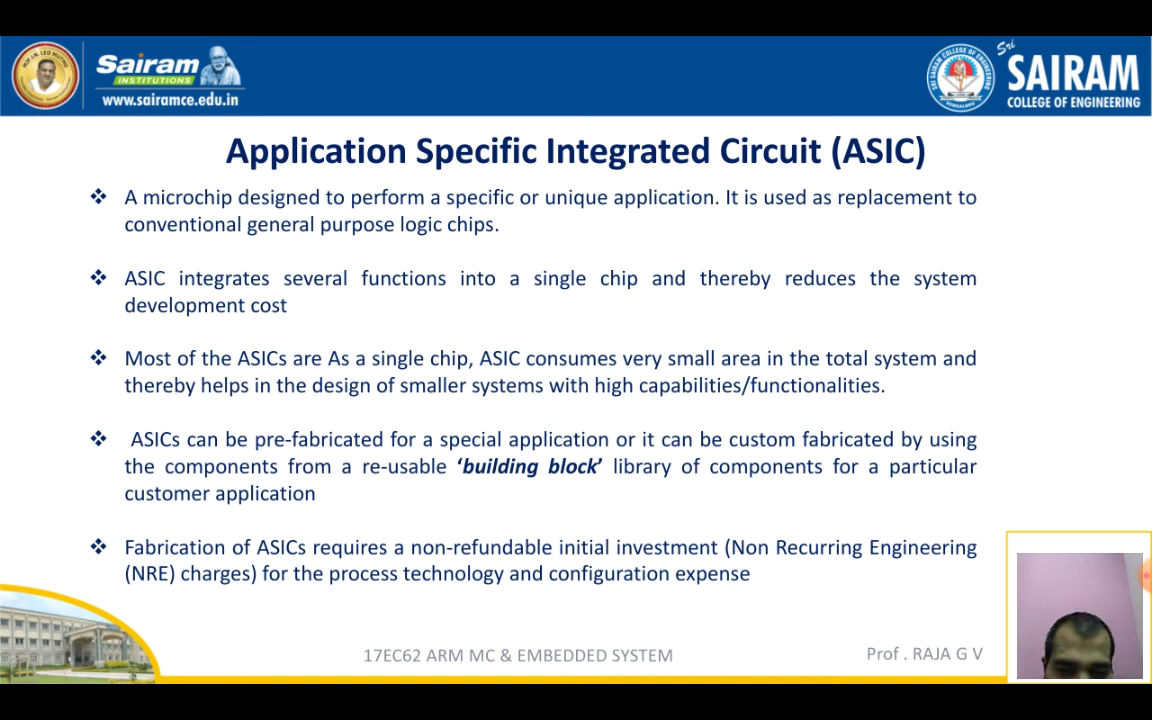 Sairam
INSTITUTIONS
www.sairamce.edu.in
Sri
SAIRAM
COLLEGE OF ENGINEERING
Application Specific Integrated Circuit (ASIC)
❖ A microchip designed to perform a specific or unique application. It is used as replacement to
conventional general purpose logic chips.
❖ ASIC integrates several functions into a single chip and thereby reduces the system
development cost
❖ Most of the ASICs are As a single chip, ASIC consumes very small area in the total system and
thereby helps in the design of smaller systems with high capabilities/functionalities.
❖ ASICs can be pre-fabricated for a special application or it can be custom fabricated by using
the components from a re-usable ‘building block’ library of components for a particular
customer application
❖ Fabrication of ASICs requires a non-refundable initial investment (Non Recurring Engineering
(NRE) charges) for the process technology and configuration expense
17EC62 ARM MC & EMBEDDED SYSTEM
Prof . RAJA G V